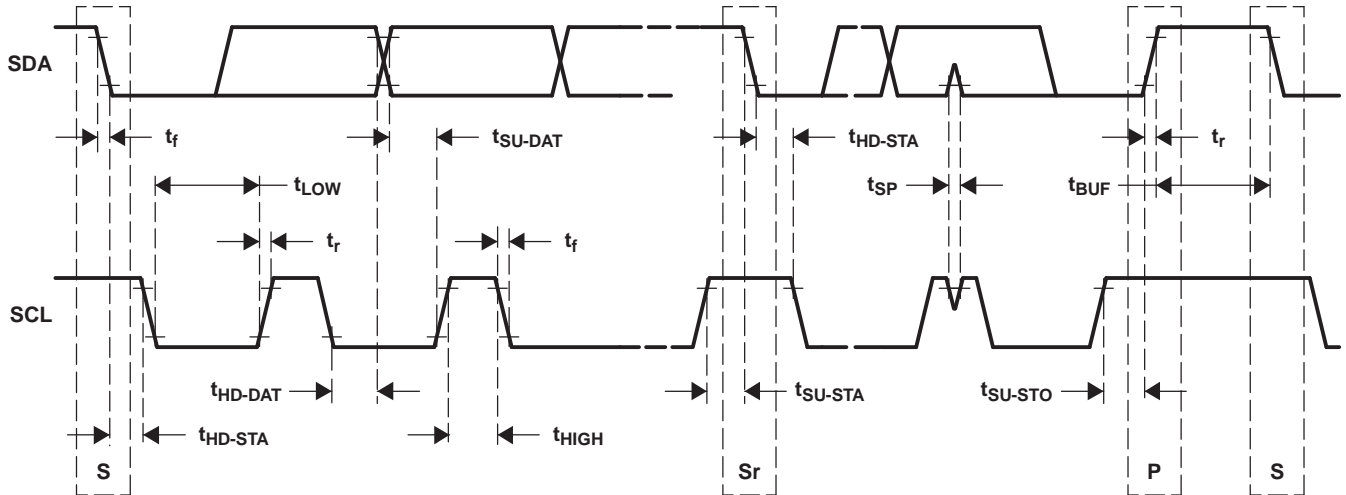 SDA
t_f
t_SU-DAT
t_HD-STA
t_r
t_LOW
t_SP
t_BUF
t_r
t_f
SCL
t_HD-DAT
t_SU-STA
t_SU-STO
t_HD-STA
t_HIGH
S
Sr
P
S